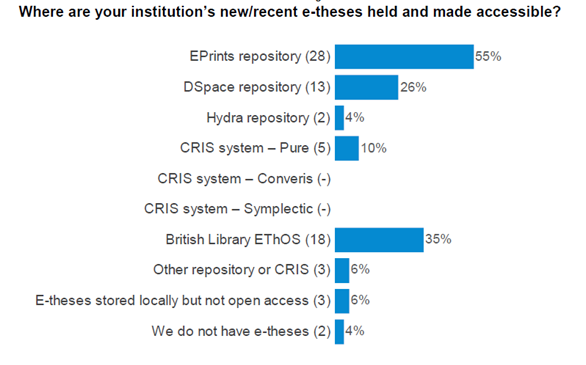 Where are your institution's new/recent e-theses held and made accessible?
EPrints repository (28) 55%
DSpace repository (13) 26%
Hydra repository (2) 4%
CRIS system – Pure (5) 10%
CRIS system – Converis (-)
CRIS system – Symplectic (-)
British Library EThOS (18) 35%
Other repository or CRIS (3) 6%
E-theses stored locally but not open access (3) 6%
We do not have e-theses (2) 4%